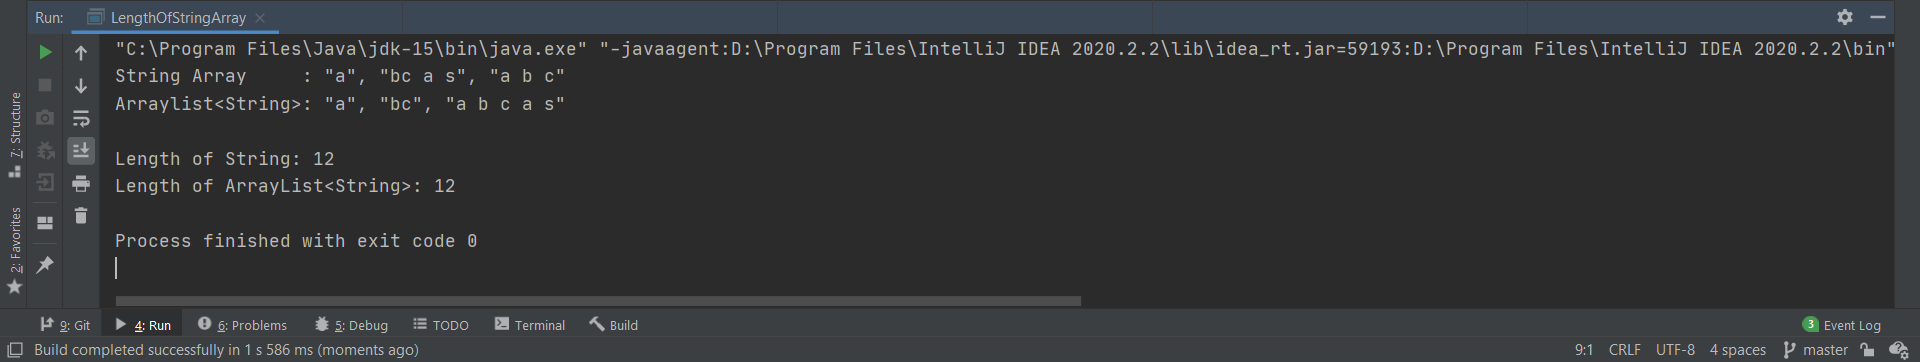 Run: LengthOfStringArray
"C:\Program Files\Java\jdk-15\bin\java.exe" "-javaagent:D:\Program Files\IntelliJ IDEA 2020.2.2\lib\idea_rt.jar=59193:D:\Program Files\IntelliJ IDEA 2020.2.2\bin"
String Array     : "a", "bc a s", "a b c"
Arraylist<String>: "a", "bc", "a b c a s"
Length of String: 12
Length of ArrayList<String>: 12
Process finished with exit code 0
7: Structure
2: Favorites
9: Git 4: Run 6: Problems 5: Debug TODO Terminal Build 3 Event Log
Build completed successfully in 1 s 586 ms (moments ago) 9:1 CRLF UTF-8 4 spaces master